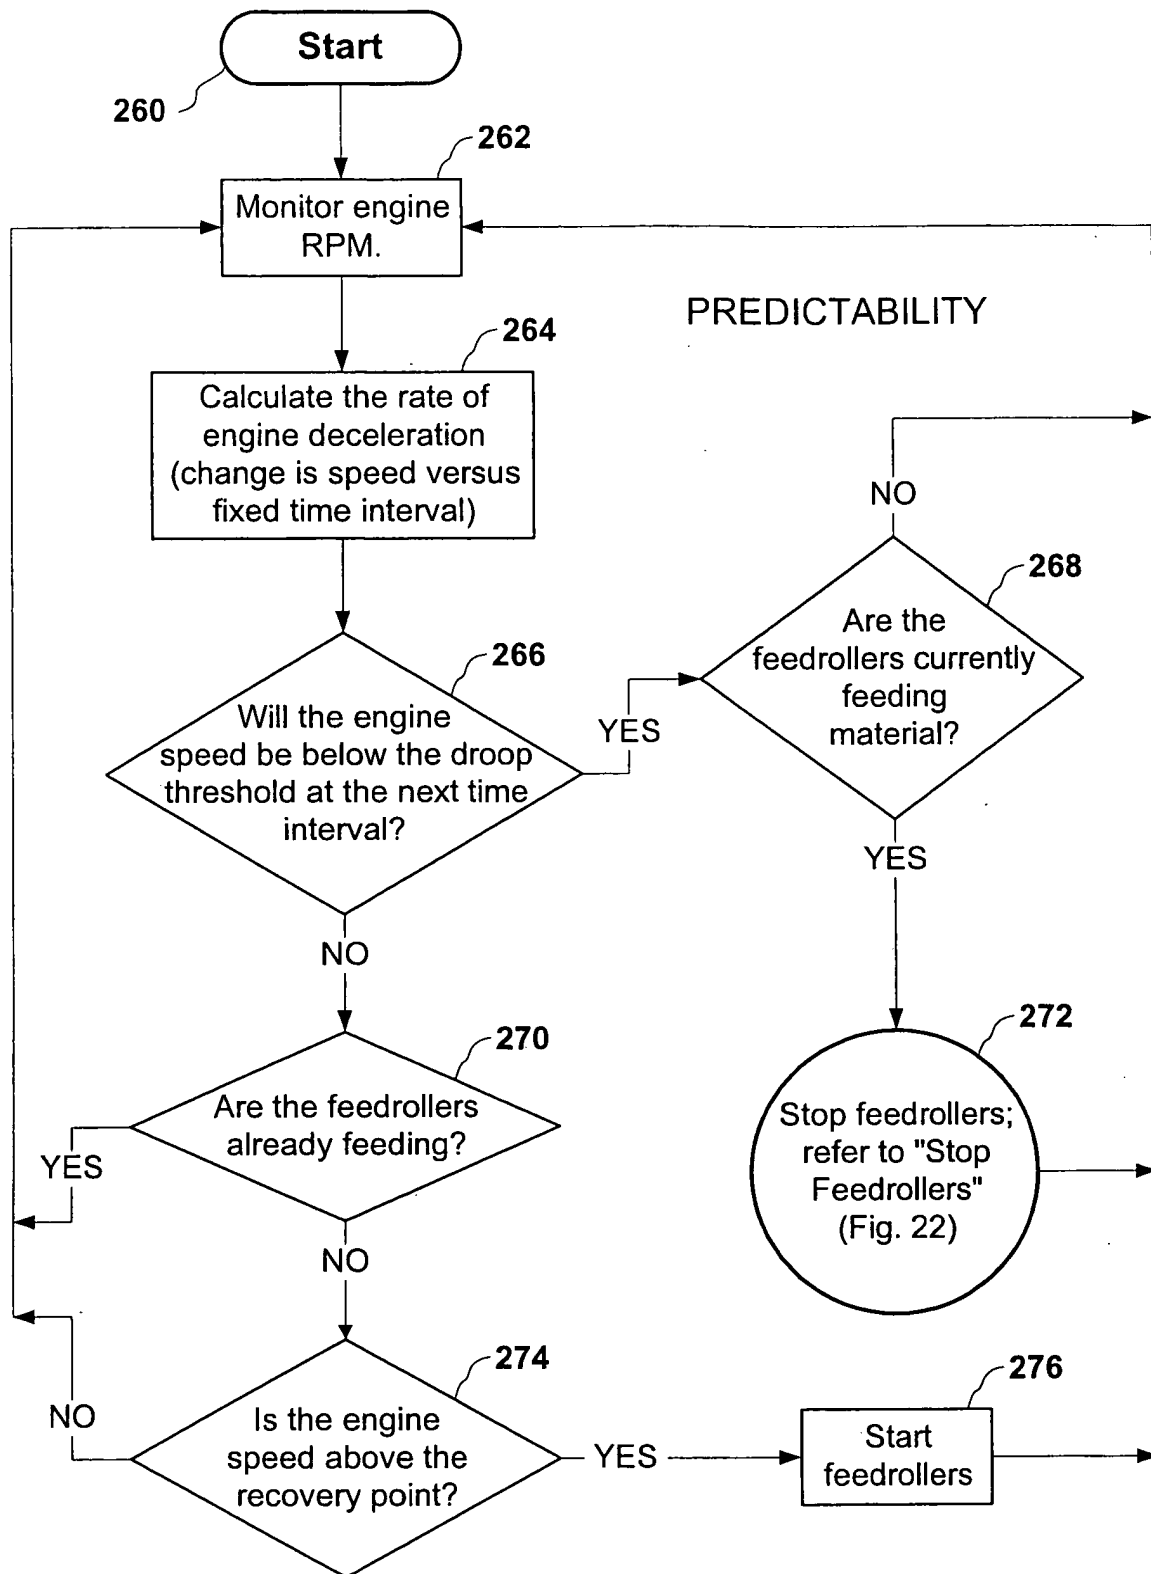 Start
260
262
Monitor engine
RPM.
PREDICTABILITY
264
Calculate the rate of
engine deceleration
(change is speed versus
fixed time interval)
NO
268
Are the
feedrollers currently
feeding
material?
266
Will the engine
speed be below the droop
threshold at the next time
interval?
YES
YES
NO
272
Stop feedrollers;
refer to "Stop
Feedrollers"
(Fig. 22)
270
Are the feedrollers
already feeding?
YES
NO
274
Is the engine
speed above the
recovery point?
NO
YES
276
Start
feedrollers